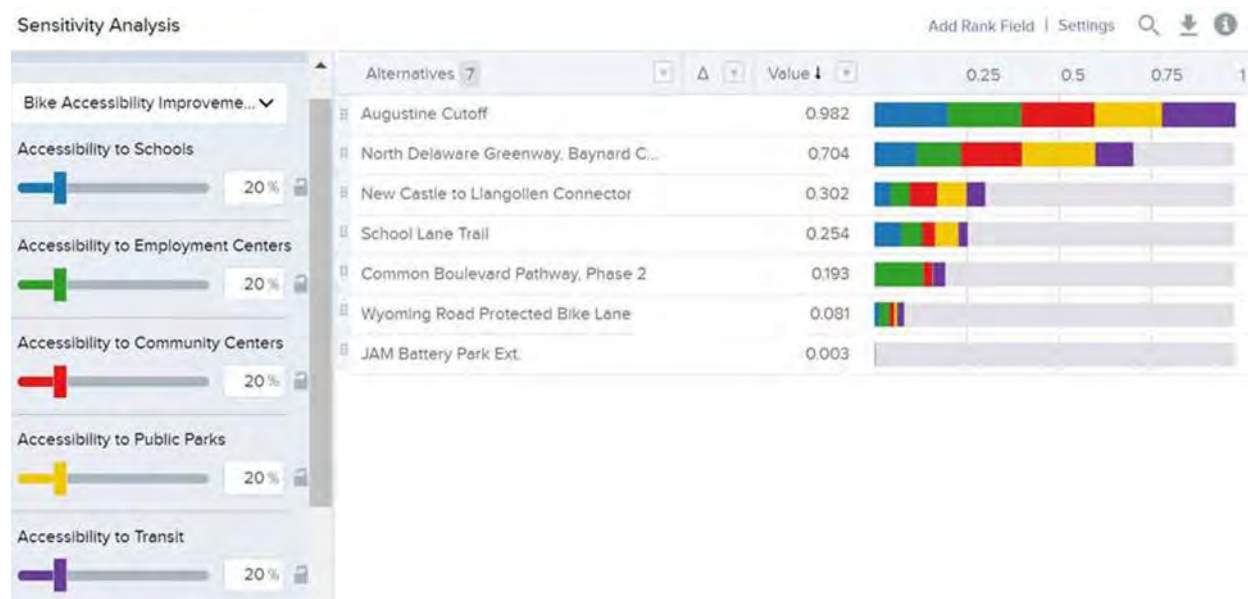 Sensitivity Analysis
Add Rank Field | Settings
Bike Accessibility Improveme...
Accessibility to Schools
20 %
Accessibility to Employment Centers
20 %
Accessibility to Community Centers
20 %
Accessibility to Public Parks
20 %
Accessibility to Transit
20 %
Alternatives 7 Δ Value 0.25 0.5 0.75 1
Augustine Cutoff 0.982
North Delaware Greenway, Baynard C... 0.704
New Castle to Llangollen Connector 0.302
School Lane Trail 0.254
Common Boulevard Pathway, Phase 2 0.193
Wyoming Road Protected Bike Lane 0.081
JAM Battery Park Ext. 0.003